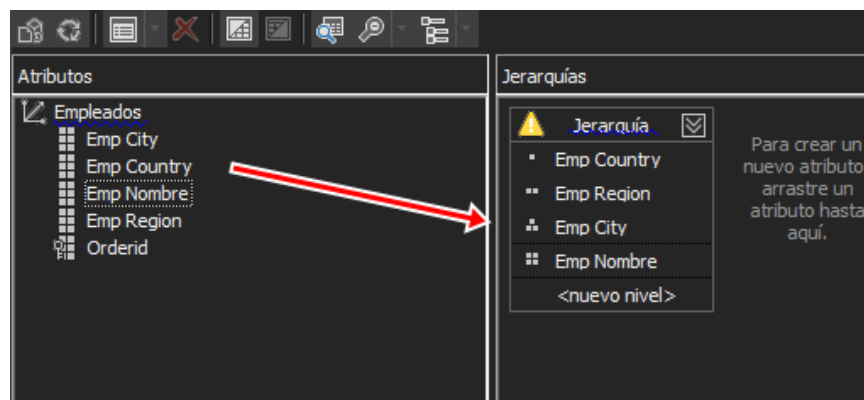 Atributos
Empleados
Emp City
Emp Country
Emp Nombre
Emp Region
Orderid
Jerarquías
Jerarquía
Emp Country
Emp Region
Emp City
Emp Nombre
<nuevo nivel>
Para crear un
nuevo atributo
arrastre un
atributo hasta
aquí.